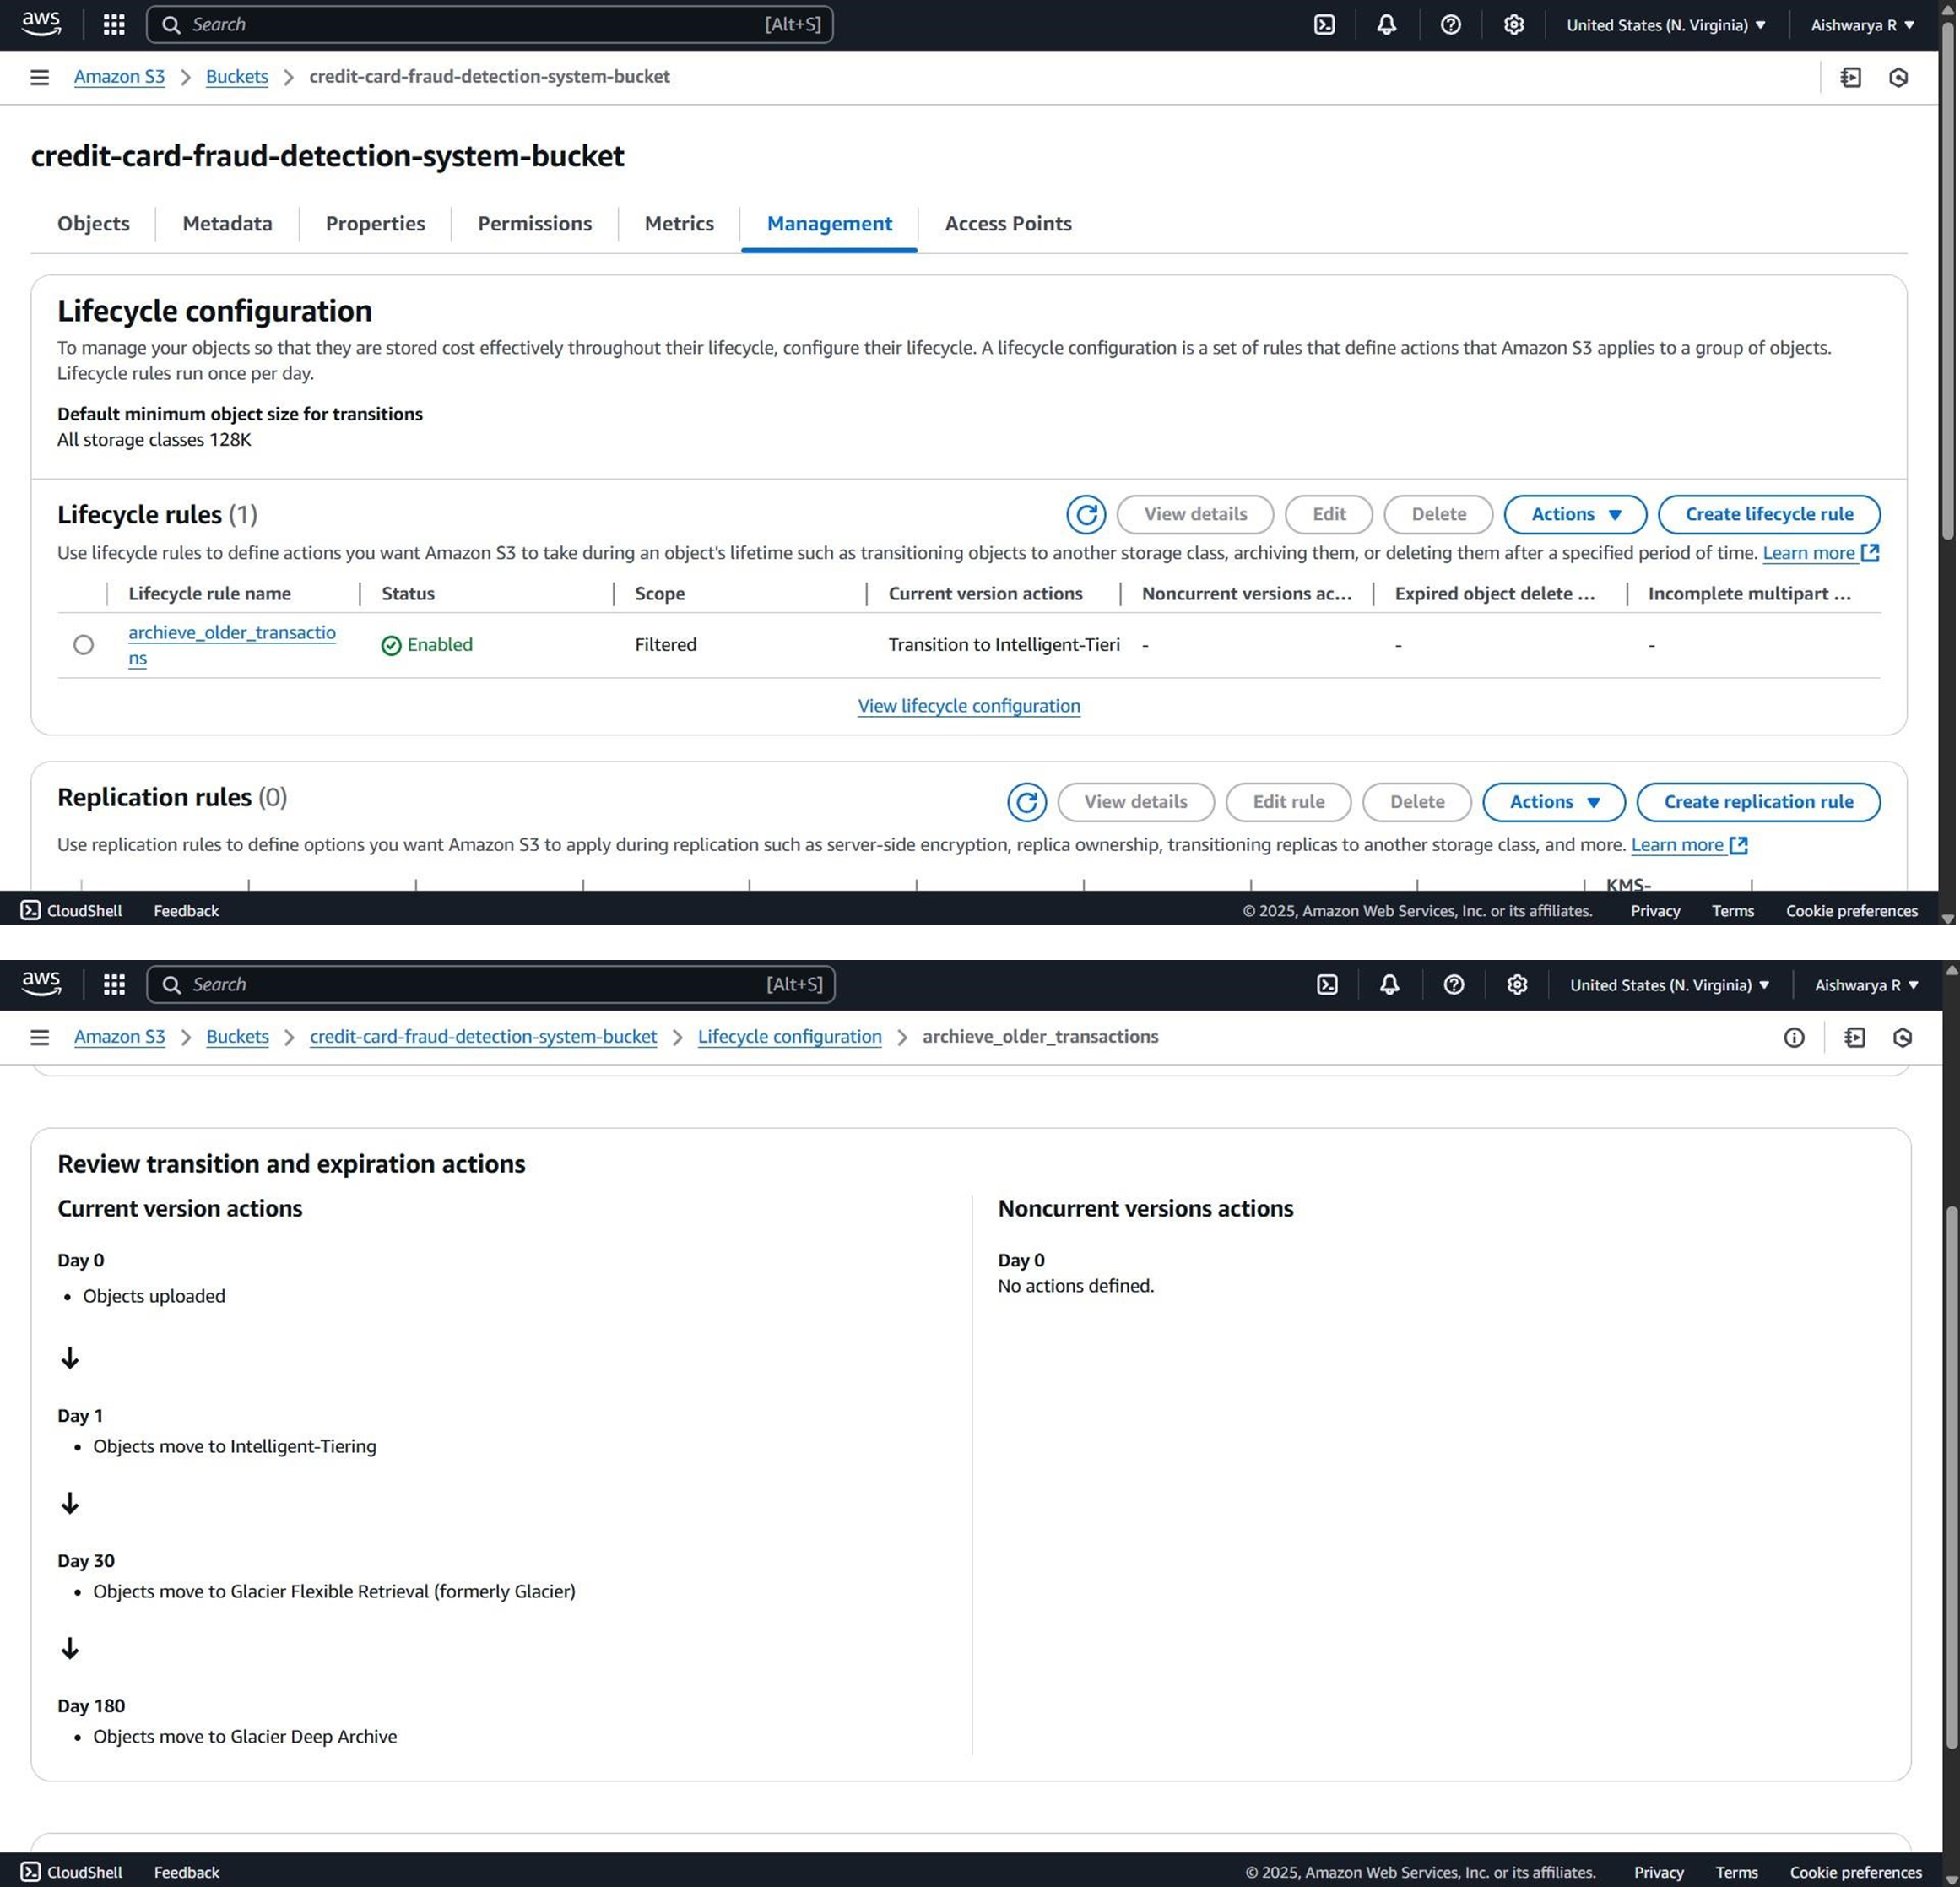 aws Search [Alt+S] United States (N. Virginia) Aishwarya R
Amazon S3 > Buckets > credit-card-fraud-detection-system-bucket
credit-card-fraud-detection-system-bucket
Objects Metadata Properties Permissions Metrics Management Access Points
Lifecycle configuration
To manage your objects so that they are stored cost effectively throughout their lifecycle, configure their lifecycle. A lifecycle configuration is a set of rules that define actions that Amazon S3 applies to a group of objects.
Lifecycle rules run once per day.
Default minimum object size for transitions
All storage classes 128K
Lifecycle rules (1) View details Edit Delete Actions Create lifecycle rule
Use lifecycle rules to define actions you want Amazon S3 to take during an object's lifetime such as transitioning objects to another storage class, archiving them, or deleting them after a specified period of time. Learn more
Lifecycle rule name Status Scope Current version actions Noncurrent versions ac... Expired object delete ... Incomplete multipart ...
archieve_older_transactio
ns
Enabled Filtered Transition to Intelligent-Tieri - - -
View lifecycle configuration
Replication rules (0) View details Edit rule Delete Actions Create replication rule
Use replication rules to define options you want Amazon S3 to apply during replication such as server-side encryption, replica ownership, transitioning replicas to another storage class, and more. Learn more
KMS-
CloudShell Feedback © 2025, Amazon Web Services, Inc. or its affiliates. Privacy Terms Cookie preferences
aws Search [Alt+S] United States (N. Virginia) Aishwarya R
Amazon S3 > Buckets > credit-card-fraud-detection-system-bucket > Lifecycle configuration > archieve_older_transactions
Review transition and expiration actions
Current version actions
Day 0
• Objects uploaded
Day 1
• Objects move to Intelligent-Tiering
Day 30
• Objects move to Glacier Flexible Retrieval (formerly Glacier)
Day 180
• Objects move to Glacier Deep Archive
Noncurrent versions actions
Day 0
No actions defined.
CloudShell Feedback © 2025, Amazon Web Services, Inc. or its affiliates. Privacy Terms Cookie preferences